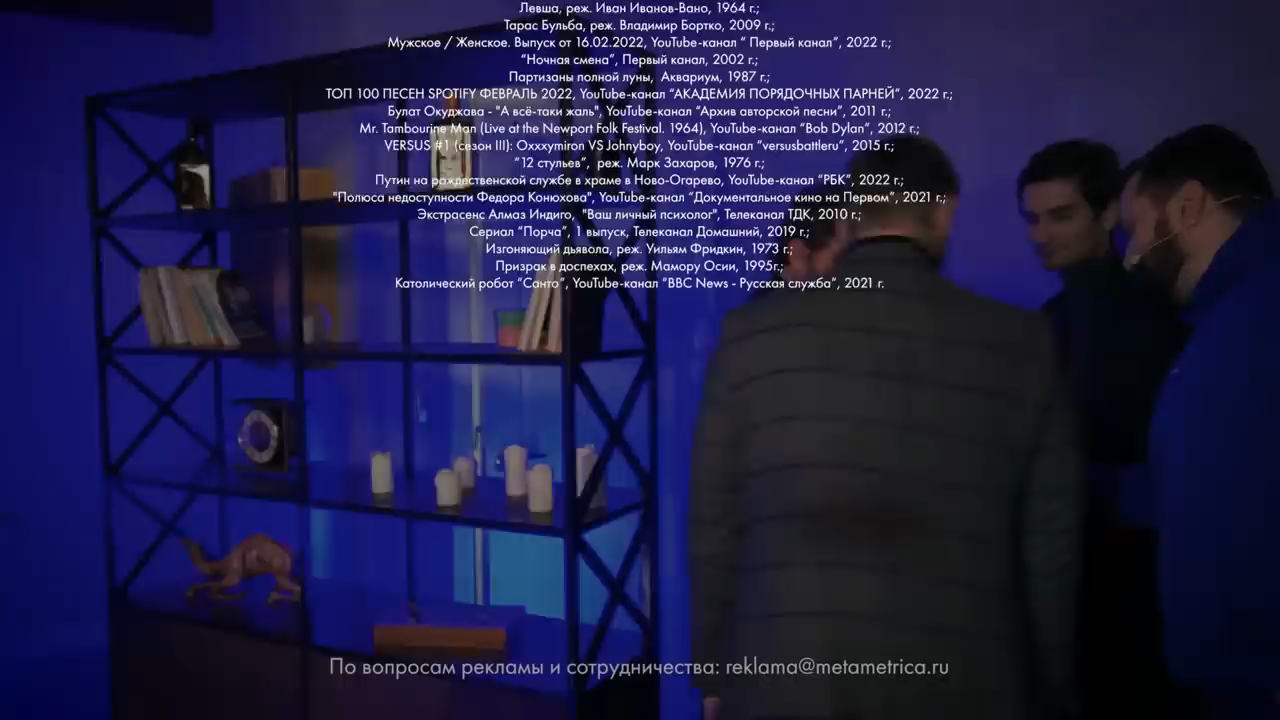 Левша, реж. Иван Иванов-Вано, 1964 г.;
Тарас Бульба, реж. Владимир Бортко, 2009 г.;
Мужское / Женское. Выпуск от 16.02.2022, YouTube-канал “ Первый канал”, 2022 г.;
“Ночная смена”, Первый канал, 2002 г.;
Партизаны полной луны, Аквариум, 1987 г.;
ТОП 100 ПЕСЕН SPOTIFY ФЕВРАЛЬ 2022, YouTube-канал “АКАДЕМИЯ ПОРЯДОЧНЫХ ПАРНЕЙ”, 2022 г.;
Булат Окуджава - "А всё-таки жаль", YouTube-канал “Архив авторской песни”, 2011 г.;
Mr. Tambourine Man (Live at the Newport Folk Festival. 1964), YouTube-канал “Bob Dylan”, 2012 г.;
VERSUS #1 (сезон III): Oxxxymiron VS Johnyboy, YouTube-канал “versusbattleru”, 2015 г.;
“12 стульев”, реж. Марк Захаров, 1976 г.;
Путин на рождественской службе в храме в Ново-Огарево, YouTube-канал “РБК”, 2022 г.;
"Полюса недоступности Федора Конюхова", YouTube-канал “Документальное кино на Первом”, 2021 г.;
Экстрасенс Алмаз Индиго, "Ваш личный психолог", Телеканал ТДК, 2010 г.;
Сериал “Порча”, 1 выпуск, Телеканал Домашний, 2019 г.;
Изгоняющий дьявола, реж. Уильям Фридкин, 1973 г.;
Призрак в доспехах, реж. Мамору Осии, 1995г.;
Католический робот “Санто”, YouTube-канал “BBC News - Русская служба”, 2021 г.
По вопросам рекламы и сотрудничества: reklama@metametrica.ru